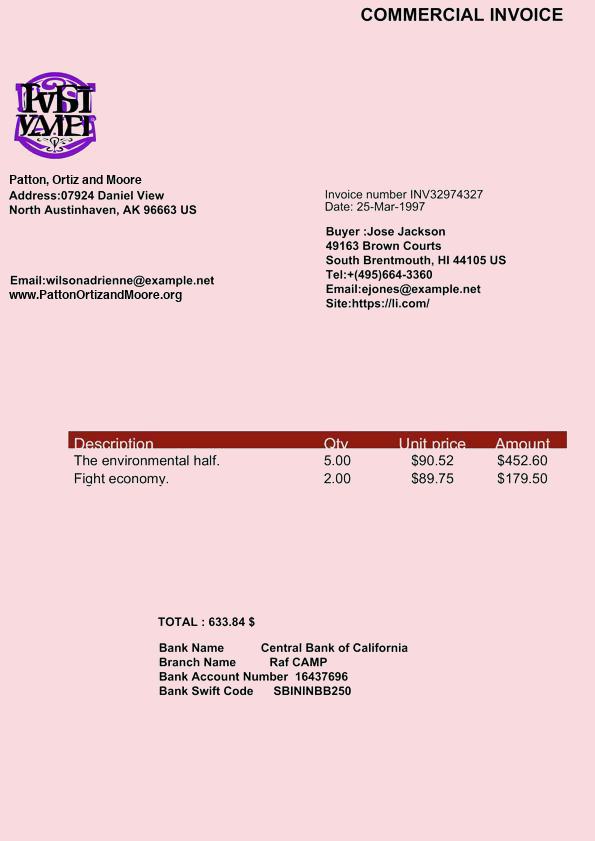 COMMERCIAL INVOICE
Patton, Ortiz and Moore
Address:07924 Daniel View
North Austinhaven, AK 96663 US
Email:wilsonadrienne@example.net
www.PattonOrtizandMoore.org
Invoice number INV32974327
Date: 25-Mar-1997
Buyer :Jose Jackson
49163 Brown Courts
South Brentmouth, HI 44105 US
Tel:+(495)664-3360
Email:ejones@example.net
Site:https://li.com/
Description Qty Unit price Amount
The environmental half. 5.00 $90.52 $452.60
Fight economy. 2.00 $89.75 $179.50
TOTAL : 633.84 $
Bank Name Central Bank of California
Branch Name Raf CAMP
Bank Account Number 16437696
Bank Swift Code SBININBB250